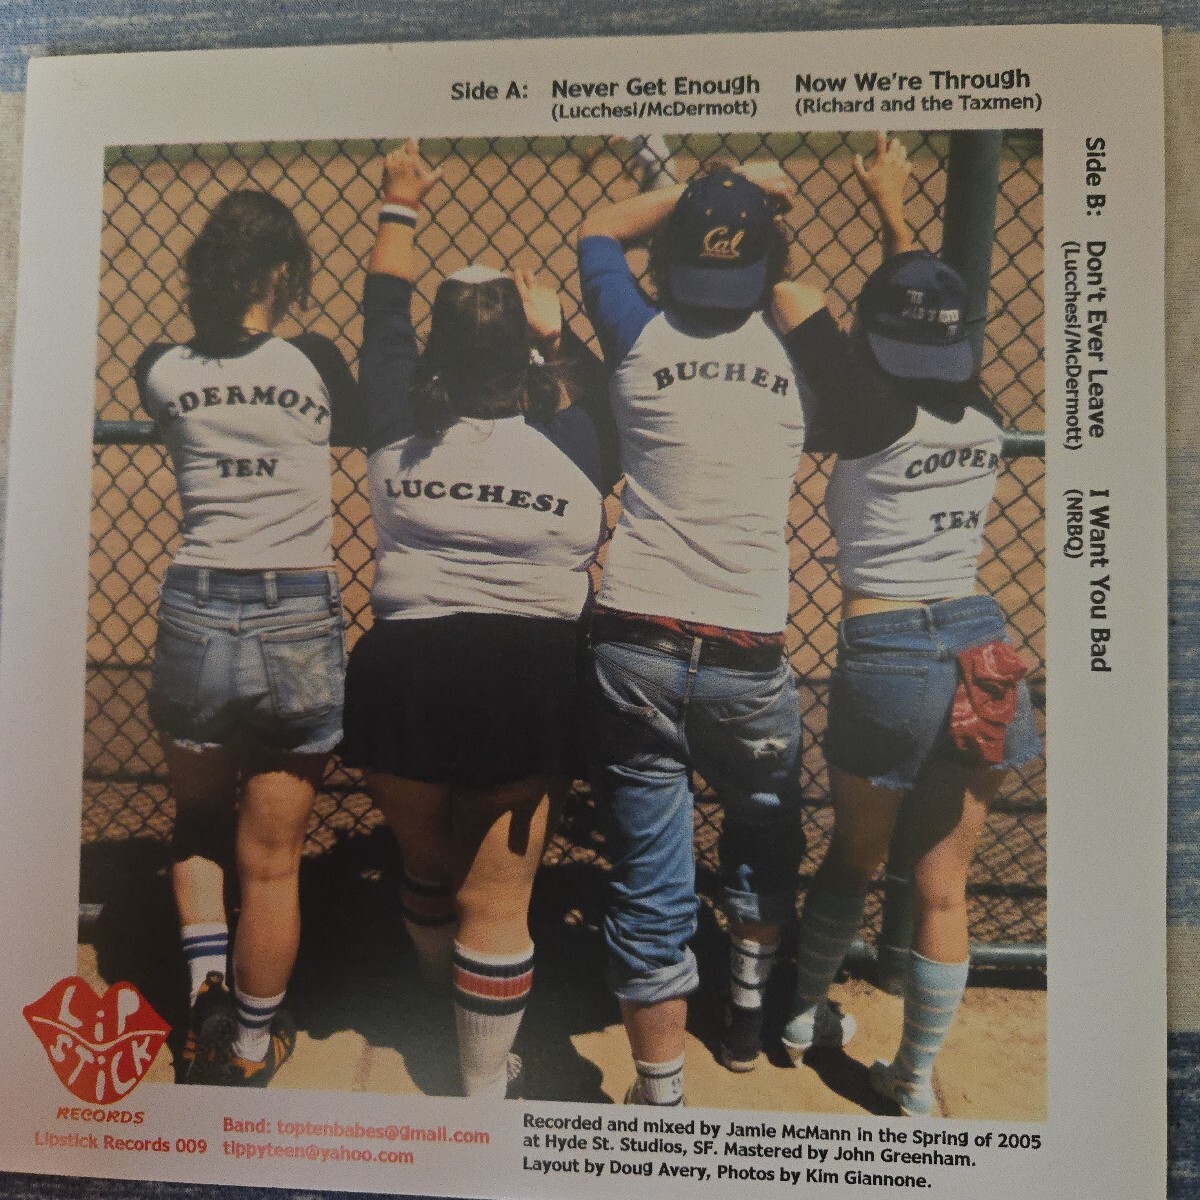 Side A: Never Get Enough Now We're Through
(Lucchesi/McDermott) (Richard and the Taxmen)
Side B: Don't Ever Leave I Want You Bad
(Lucchesi/McDermott) (NRBQ)
Cal
CDERMOTT
TEN
LUCCHESI
BUCHER
COOPER
TEN
LiPSTiCK
RECORDS
Lipstick Records 009
Band: toptenbabes@gmail.com
tippyteen@yahoo.com
Recorded and mixed by Jamie McMann in the Spring of 2005
at Hyde St. Studios, SF. Mastered by John Greenham.
Layout by Doug Avery, Photos by Kim Giannone.